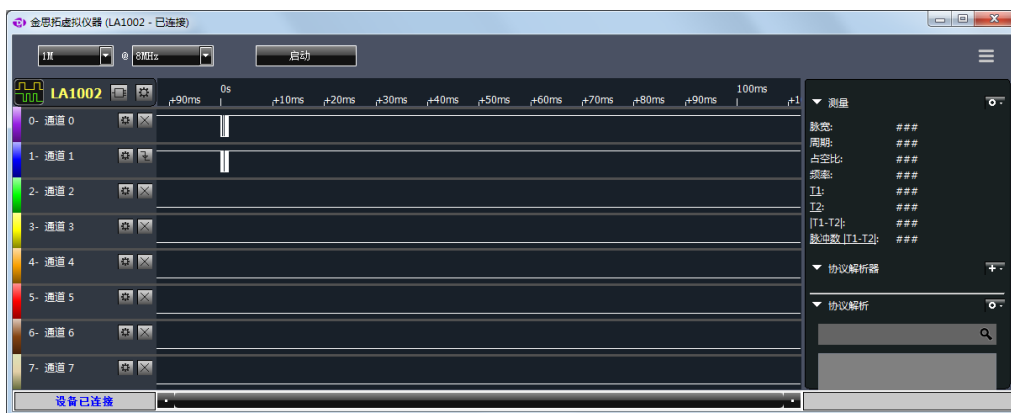 金思拓虚拟仪器 (LA1002 - 已连接)
1M @ 8MHz 启动
LA1002
+90ms 0s +10ms +20ms +30ms +40ms +50ms +60ms +70ms +80ms +90ms 100ms +1
0- 通道 0
1- 通道 1
2- 通道 2
3- 通道 3
4- 通道 4
5- 通道 5
6- 通道 6
7- 通道 7
设备已连接
测量
脉宽: ###
周期: ###
占空比: ###
频率: ###
T1: ###
T2: ###
|T1-T2|: ###
脉冲数 |T1-T2|: ###
协议解析器
协议解析